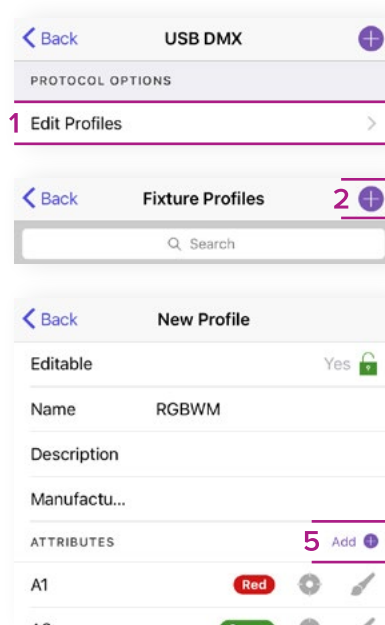 Back USB DMX
PROTOCOL OPTIONS
1 Edit Profiles
Back Fixture Profiles 2
Search
Back New Profile
Editable Yes
Name RGBWM
Description
Manufactu...
ATTRIBUTES 5 Add
A1 Red